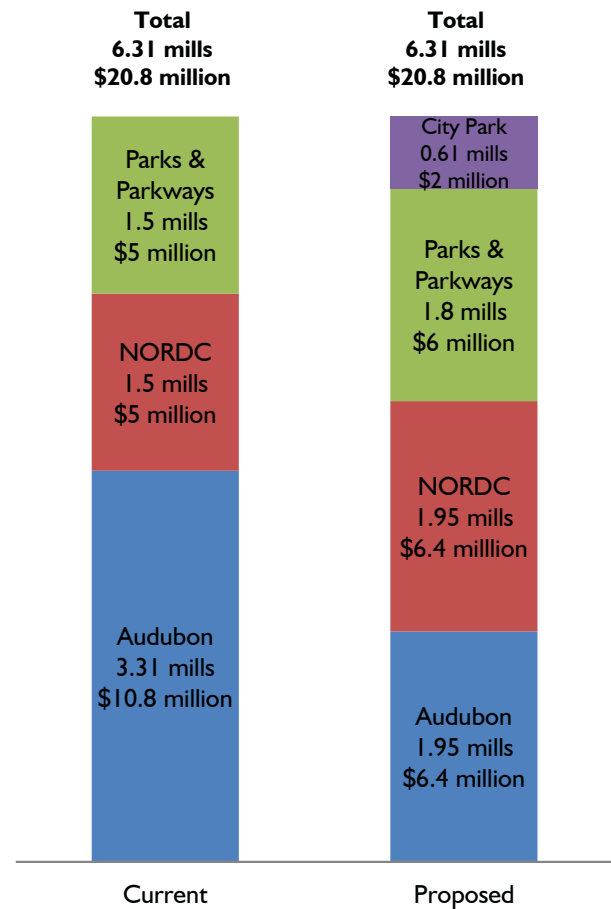 Total
6.31 mills
$20.8 million
Parks &
Parkways
1.5 mills
$5 million
NORDC
1.5 mills
$5 million
Audubon
3.31 mills
$10.8 million
Current
Total
6.31 mills
$20.8 million
City Park
0.61 mills
$2 million
Parks &
Parkways
1.8 mills
$6 million
NORDC
1.95 mills
$6.4 milllion
Audubon
1.95 mills
$6.4 million
Proposed